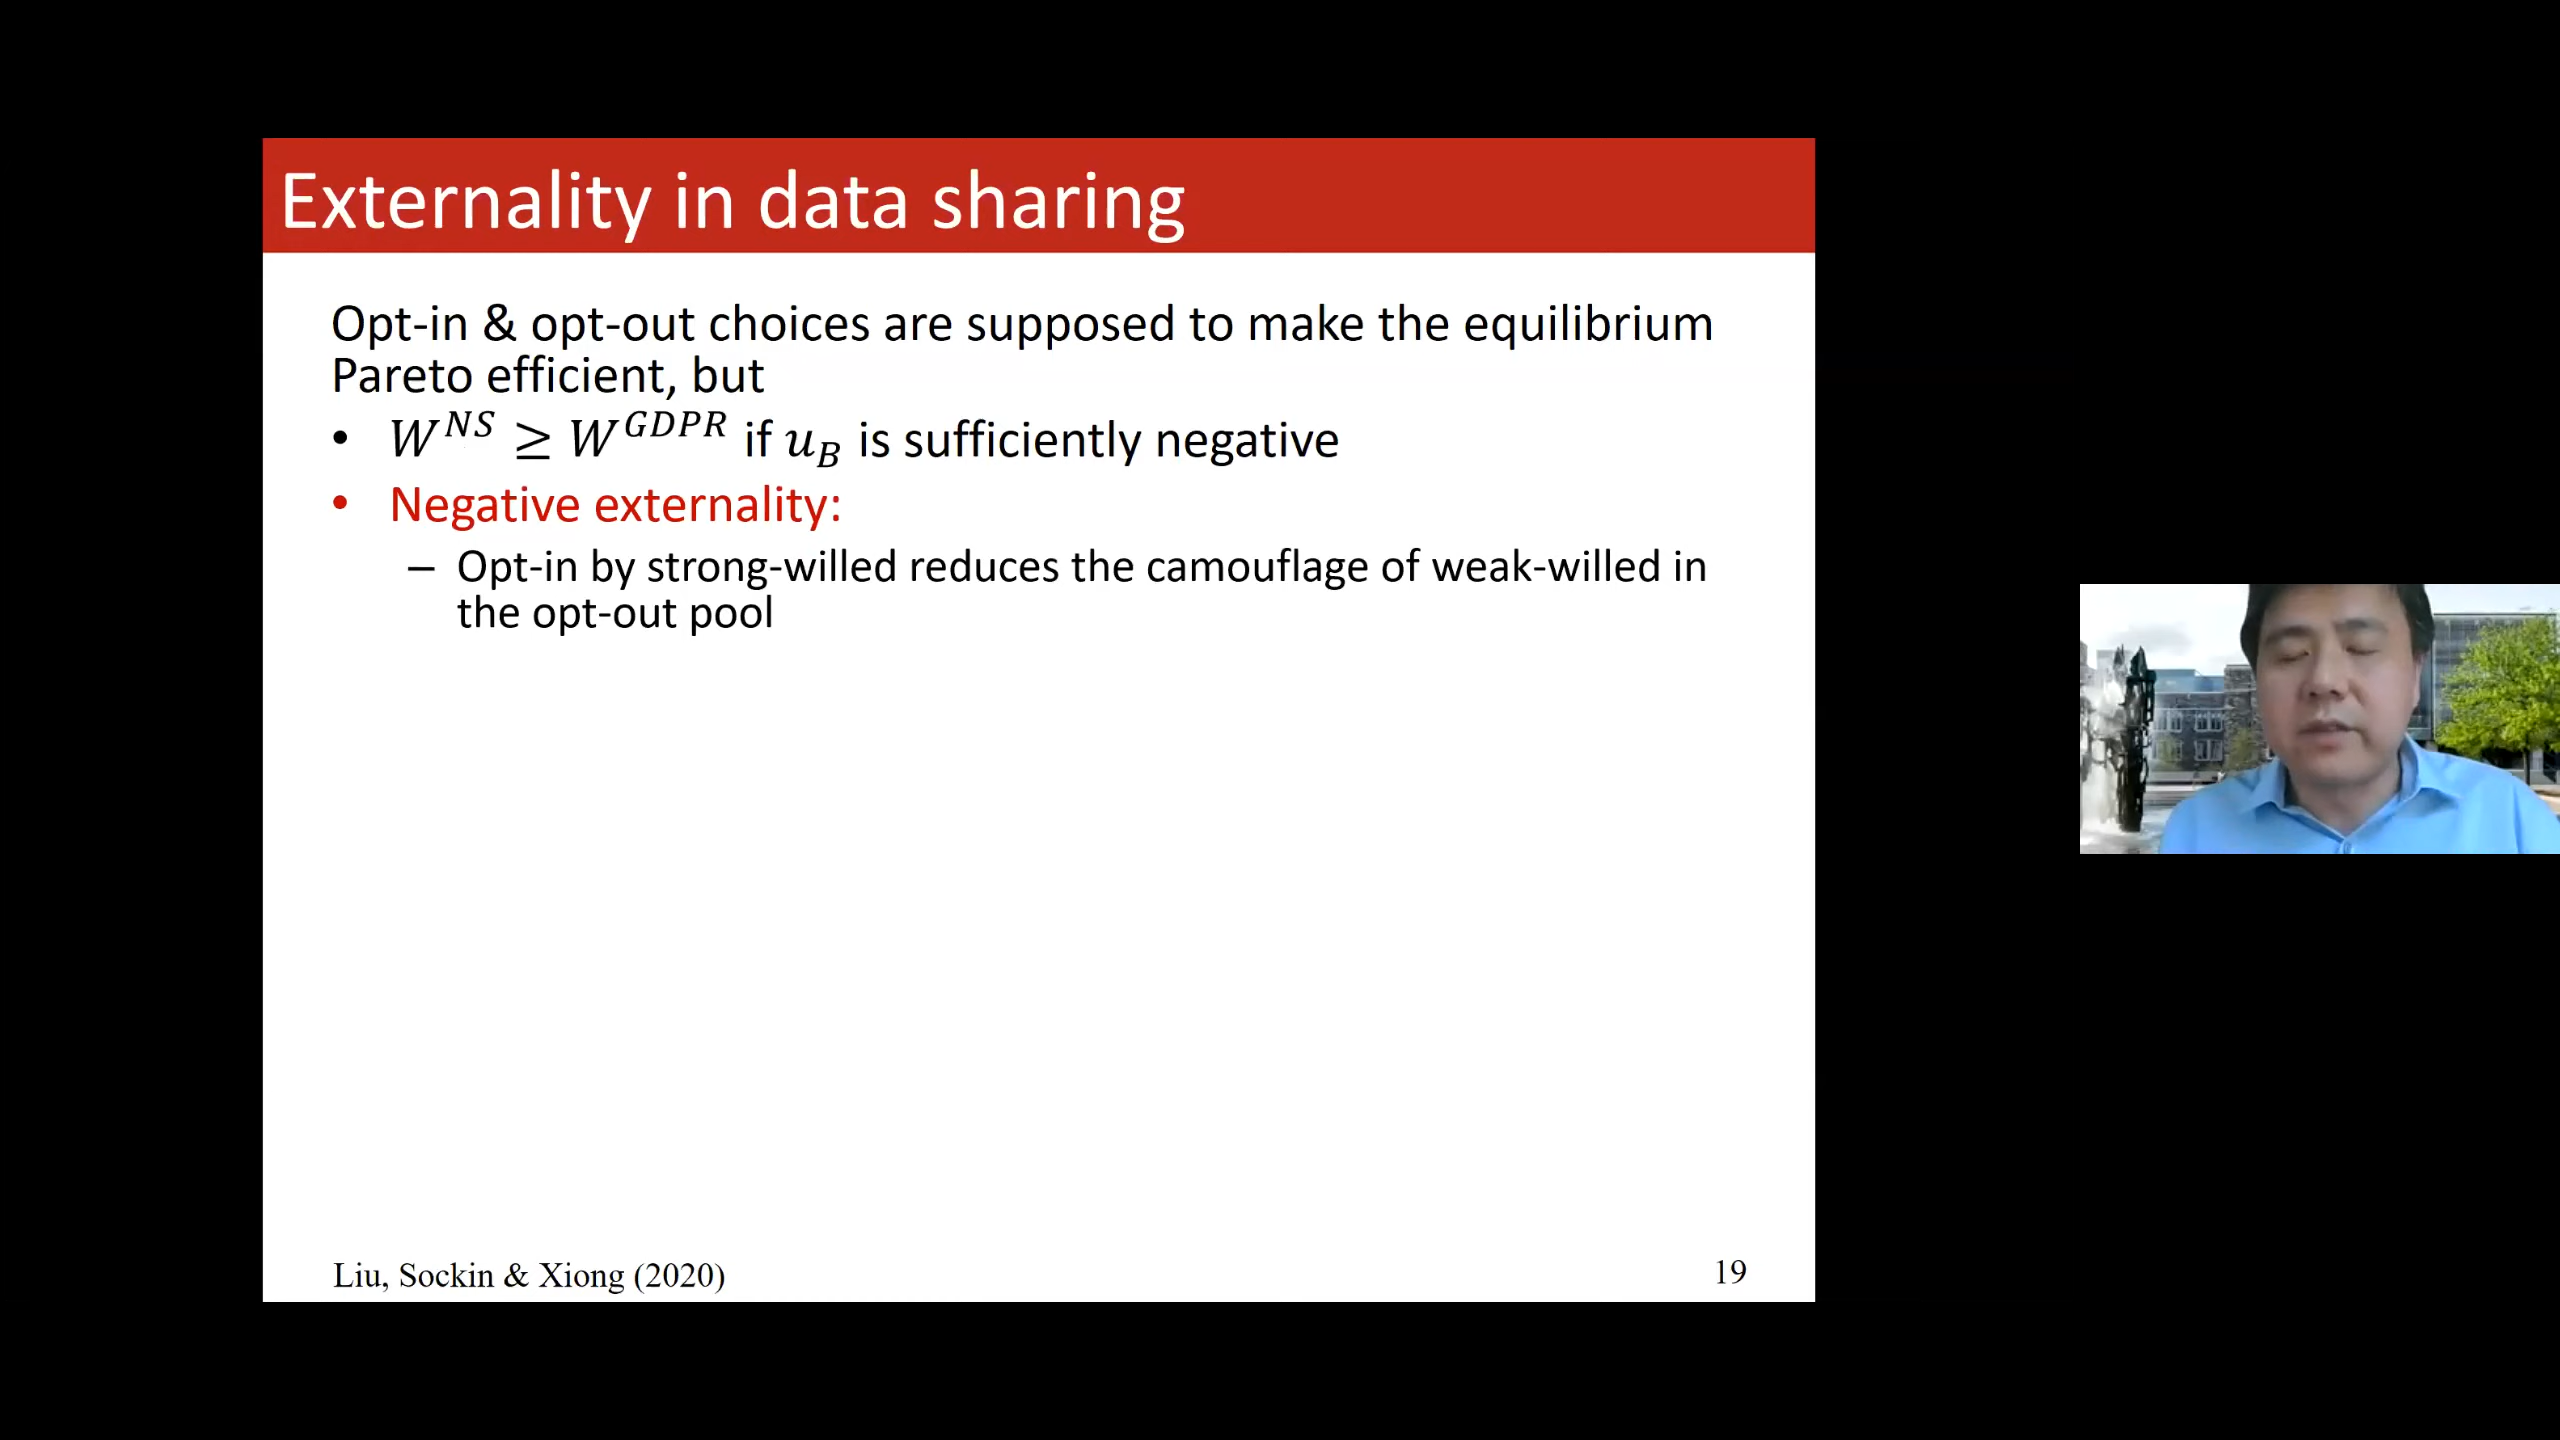 Externality in data sharing
Opt-in & opt-out choices are supposed to make the equilibrium
Pareto efficient, but
• W^{NS} ≥ W^{GDPR} if u_B is sufficiently negative
• Negative externality:
– Opt-in by strong-willed reduces the camouflage of weak-willed in
the opt-out pool
Liu, Sockin & Xiong (2020)
19